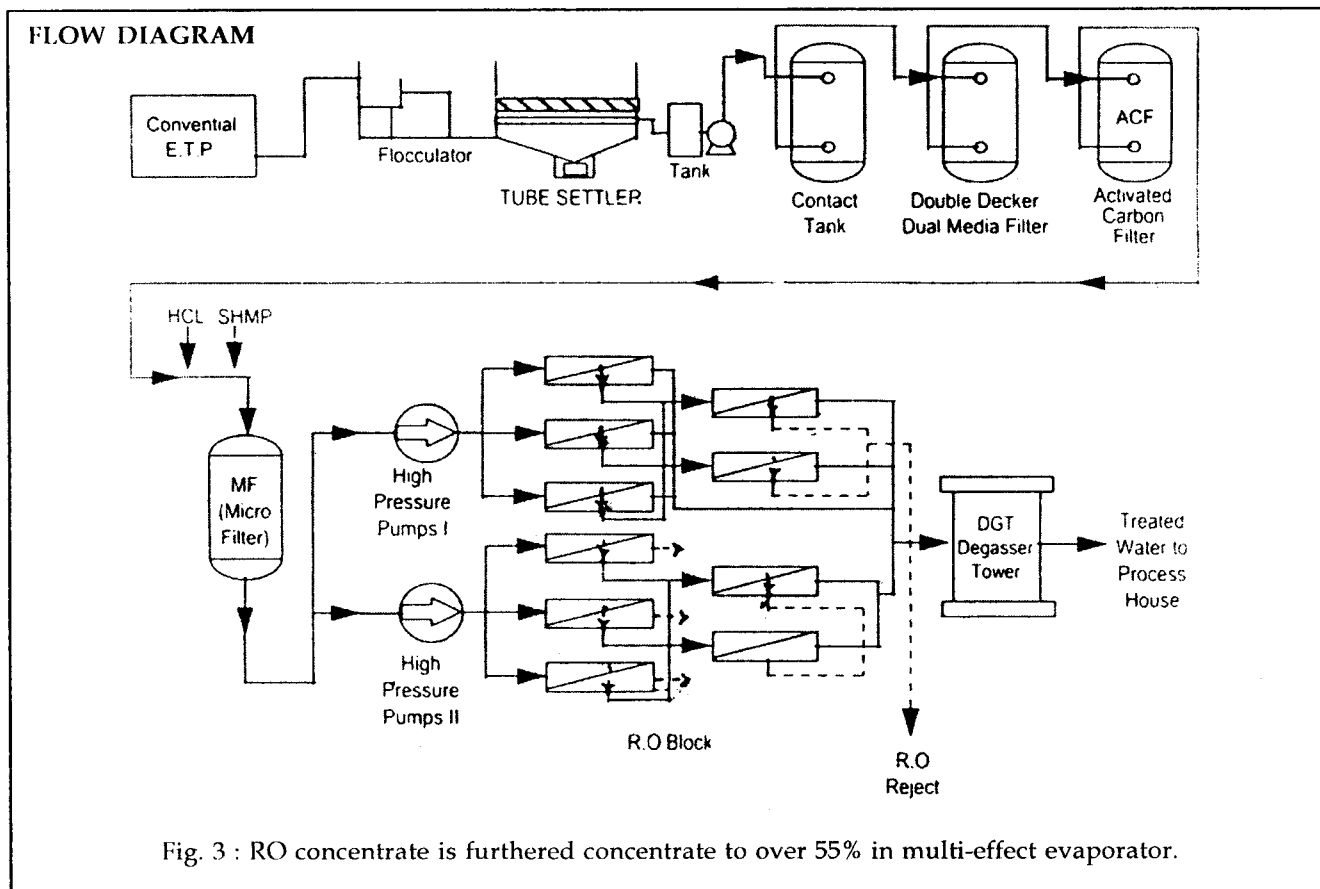 FLOW DIAGRAM
Convential
E.T.P
Flocculator
TUBE SETTLER
Tank
Contact
Tank
Double Decker
Dual Media Filter
ACF
Activated
Carbon
Filter
HCL SHMP
MF
(Micro
Filter)
High
Pressure
Pumps I
High
Pressure
Pumps II
R.O Block
DGT
Degasser
Tower
Treated
Water to
Process
House
R.O
Reject
Fig. 3 : RO concentrate is furthered concentrate to over 55% in multi-effect evaporator.